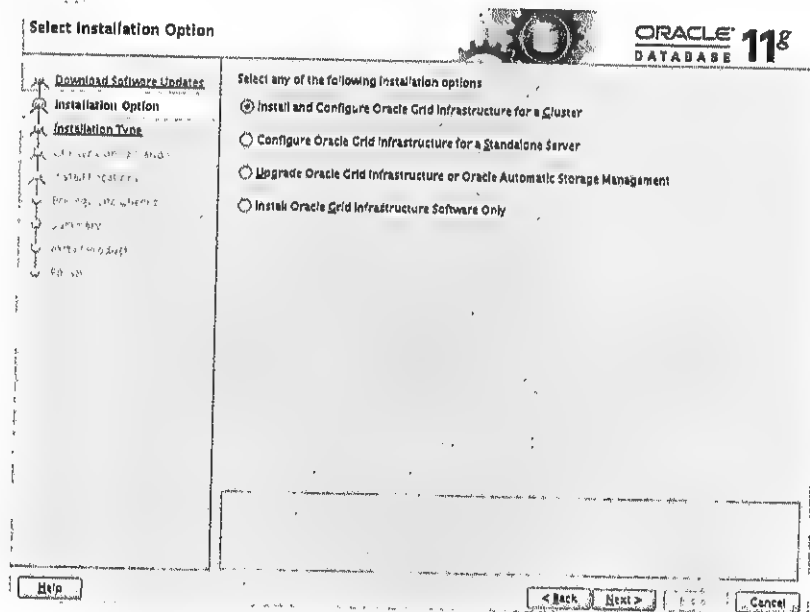 Select Installation Option
ORACLE
DATABASE 11g
Download Software Updates
Installation Option
Installation Type
Select any of the following installation options
Install and Configure Oracle Grid Infrastructure for a Cluster
Configure Oracle Grid Infrastructure for a Standalone Server
Upgrade Oracle Grid Infrastructure or Oracle Automatic Storage Management
Install Oracle Grid Infrastructure Software Only
Help
< Back
Next >
Cancel